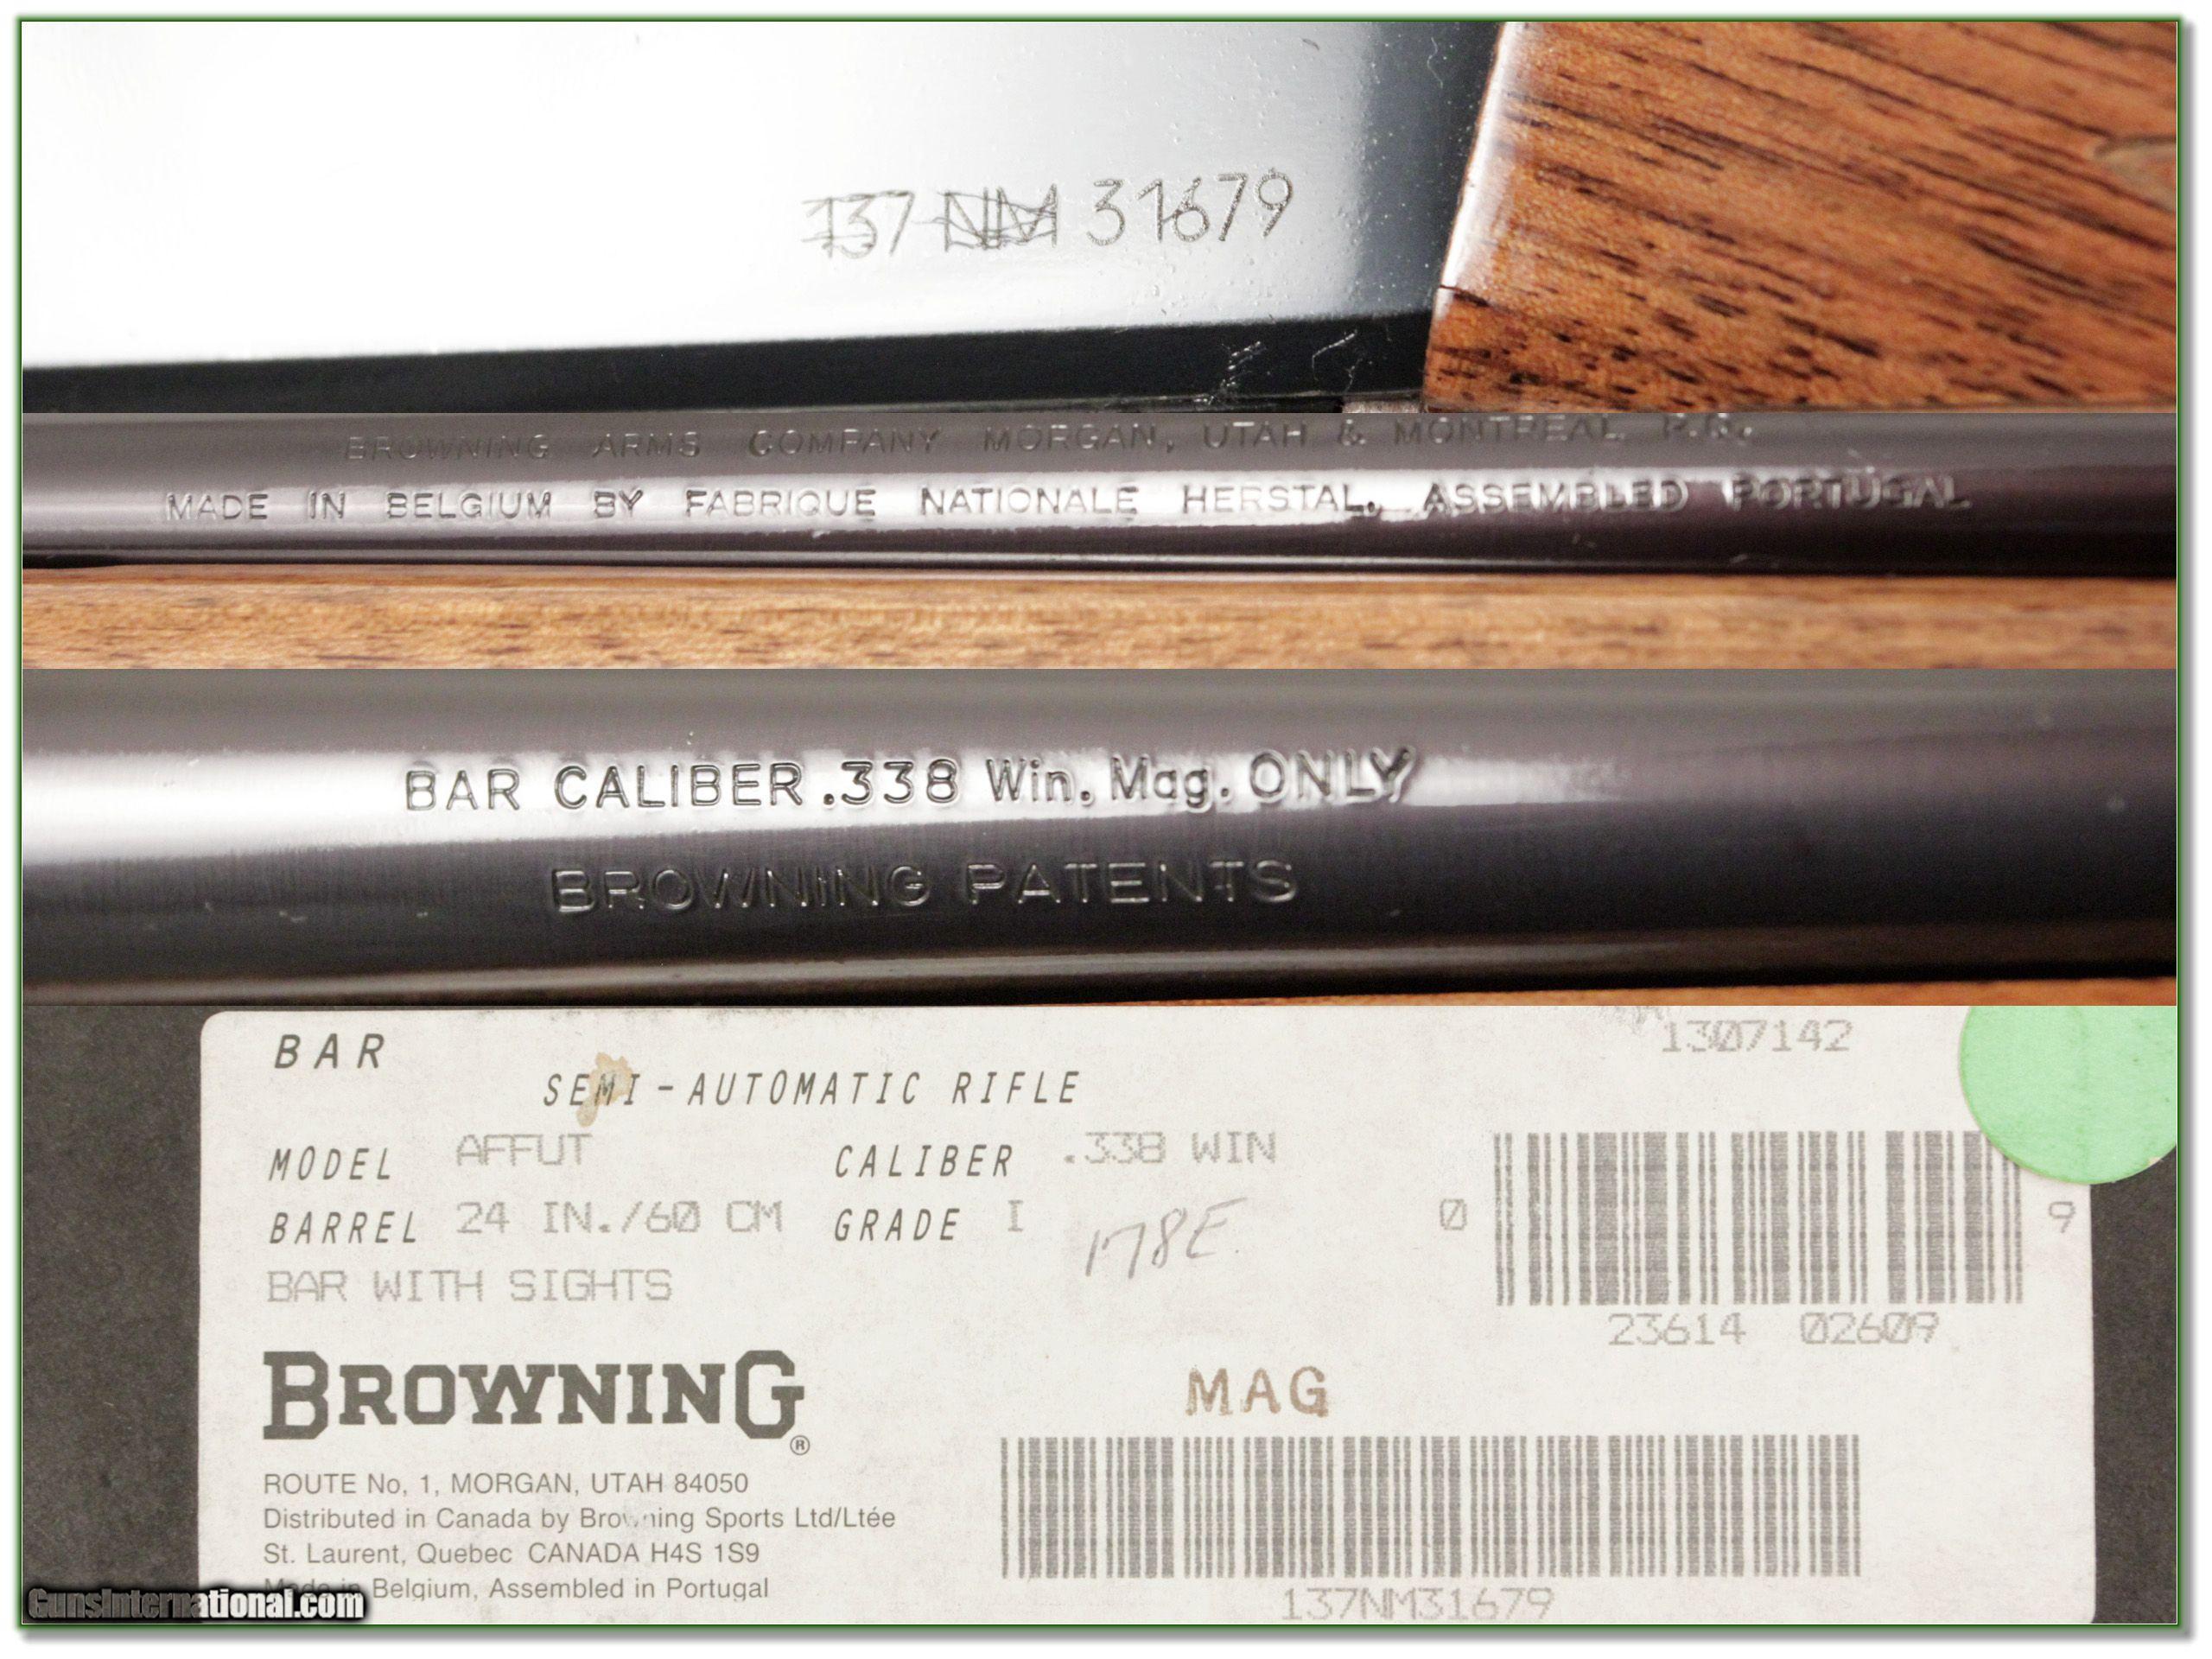 137 NM 31679
BROWNING ARMS COMPANY MORGAN, UTAH & MONTREAL P.Q.
MADE IN BELGIUM BY FABRIQUE NATIONALE HERSTAL. ASSEMBLED PORTUGAL
BAR CALIBER .338 Win. Mag. ONLY
BROWNING PATENTS
BAR
SEMI-AUTOMATIC RIFLE
1307142
MODEL AFFUT CALIBER .338 WIN
BARREL 24 IN./60 CM GRADE I
178E
BAR WITH SIGHTS
0 23614 02609 9
BROWNING®
MAG
ROUTE No. 1, MORGAN, UTAH 84050
Distributed in Canada by Browning Sports Ltd/Ltée
St. Laurent, Quebec CANADA H4S 1S9
Made in Belgium, Assembled in Portugal
137NM31679
GunsInternational.com